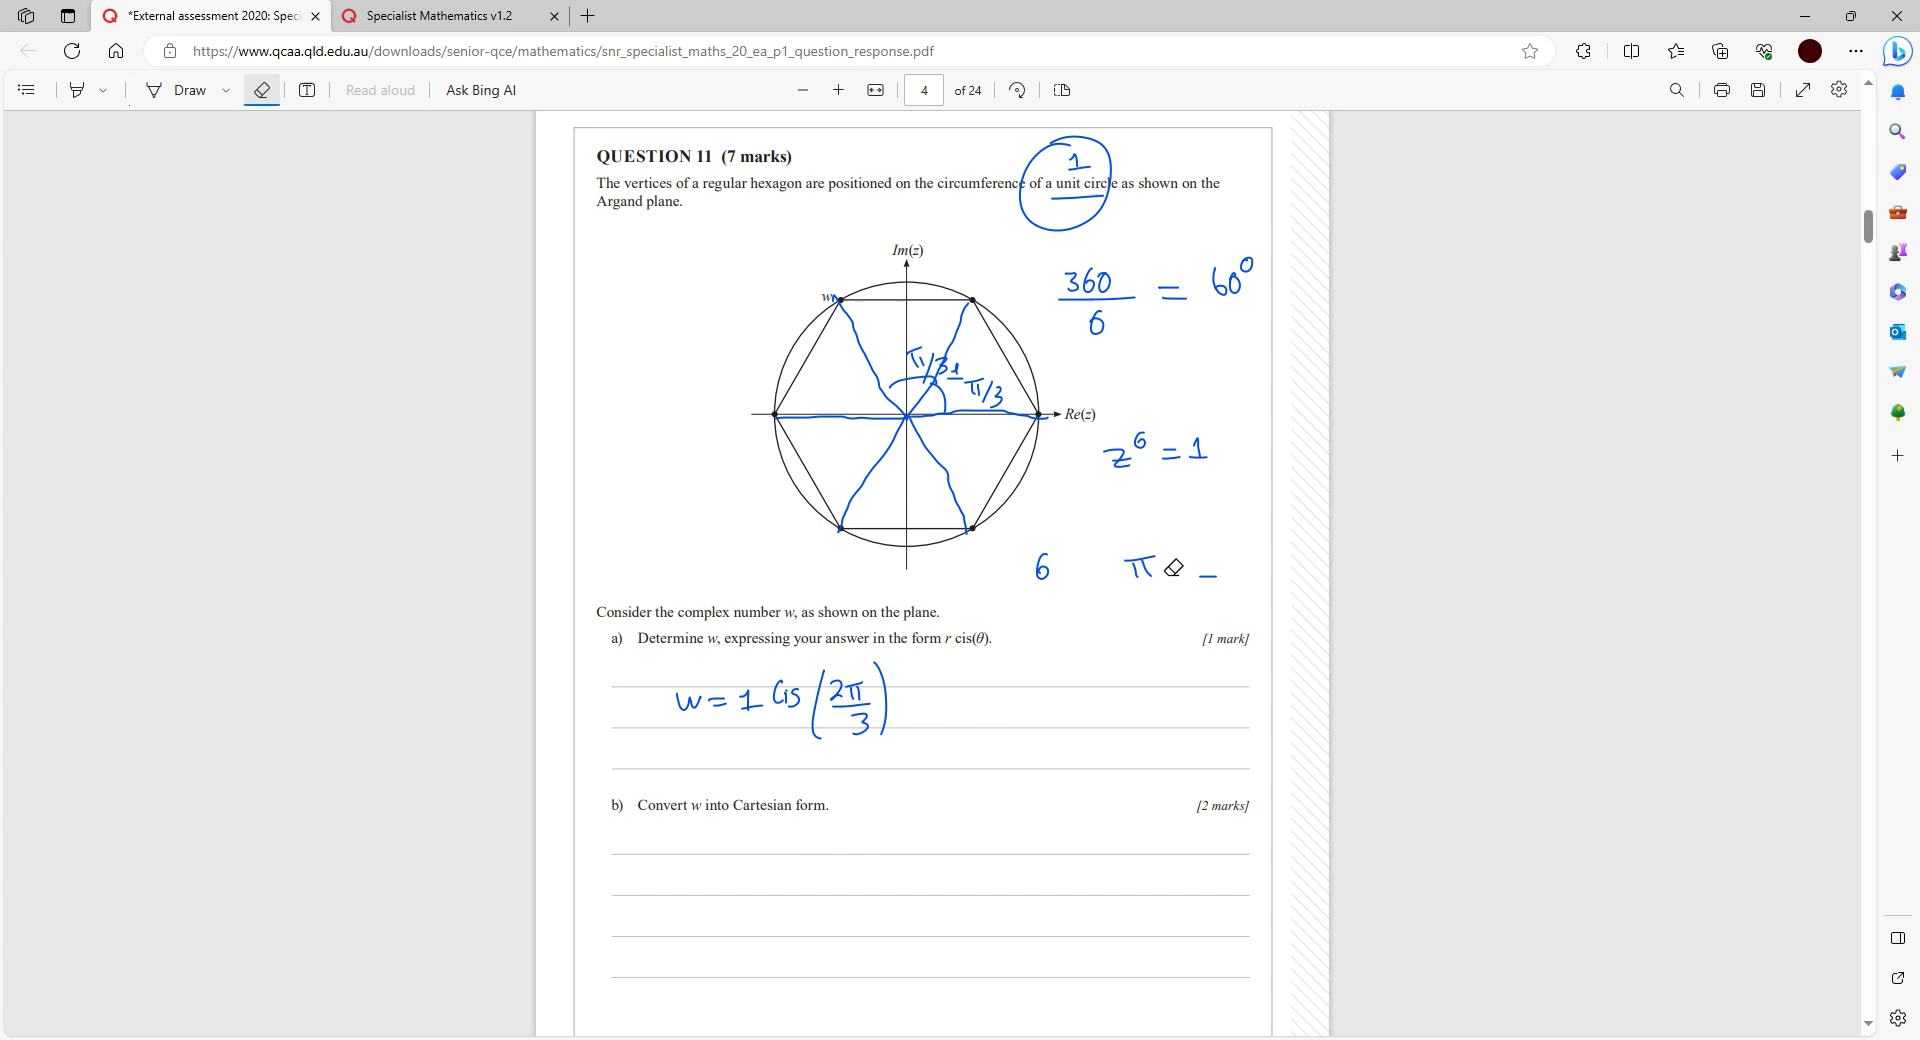 *External assessment 2020: Speci
Specialist Mathematics v1.2
https://www.qcaa.qld.edu.au/downloads/senior-qce/mathematics/snr_specialist_maths_20_ea_p1_question_response.pdf
Draw
Read aloud
Ask Bing AI
4
of 24
QUESTION 11 (7 marks)
1
The vertices of a regular hexagon are positioned on the circumference of a unit circle as shown on the
Argand plane.
Im(z)
w
360/6 = 60°
π/3
1
π/3
Re(z)
z⁶ = 1
6 π –
Consider the complex number w, as shown on the plane.
a) Determine w, expressing your answer in the form r cis(θ). [1 mark]
w = 1 Cis (2π/3)
b) Convert w into Cartesian form. [2 marks]